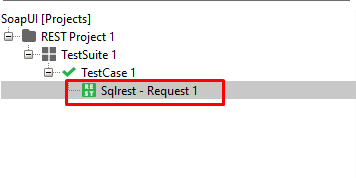 SoapUI [Projects]
REST Project 1
TestSuite 1
TestCase 1
Sqlrest - Request 1